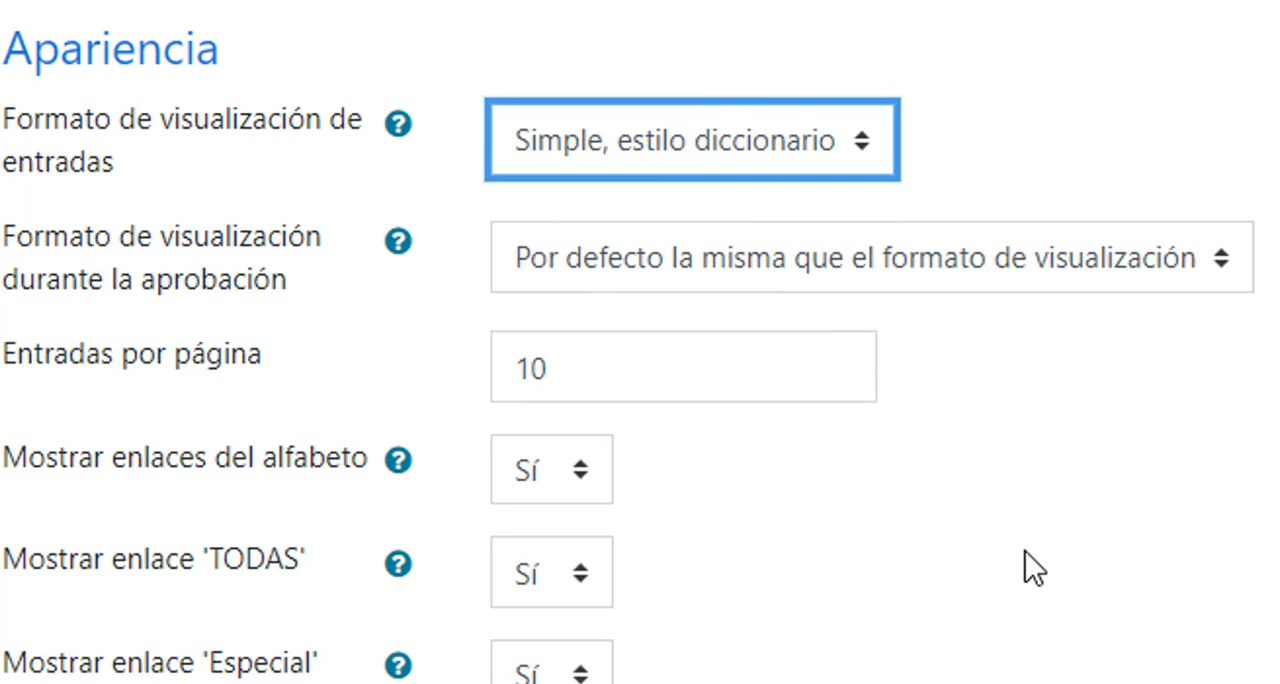 Apariencia
Formato de visualización de
entradas
Simple, estilo diccionario
Formato de visualización
durante la aprobación
Por defecto la misma que el formato de visualización
Entradas por página
10
Mostrar enlaces del alfabeto
Sí
Mostrar enlace 'TODAS'
Sí
Mostrar enlace 'Especial'
Sí